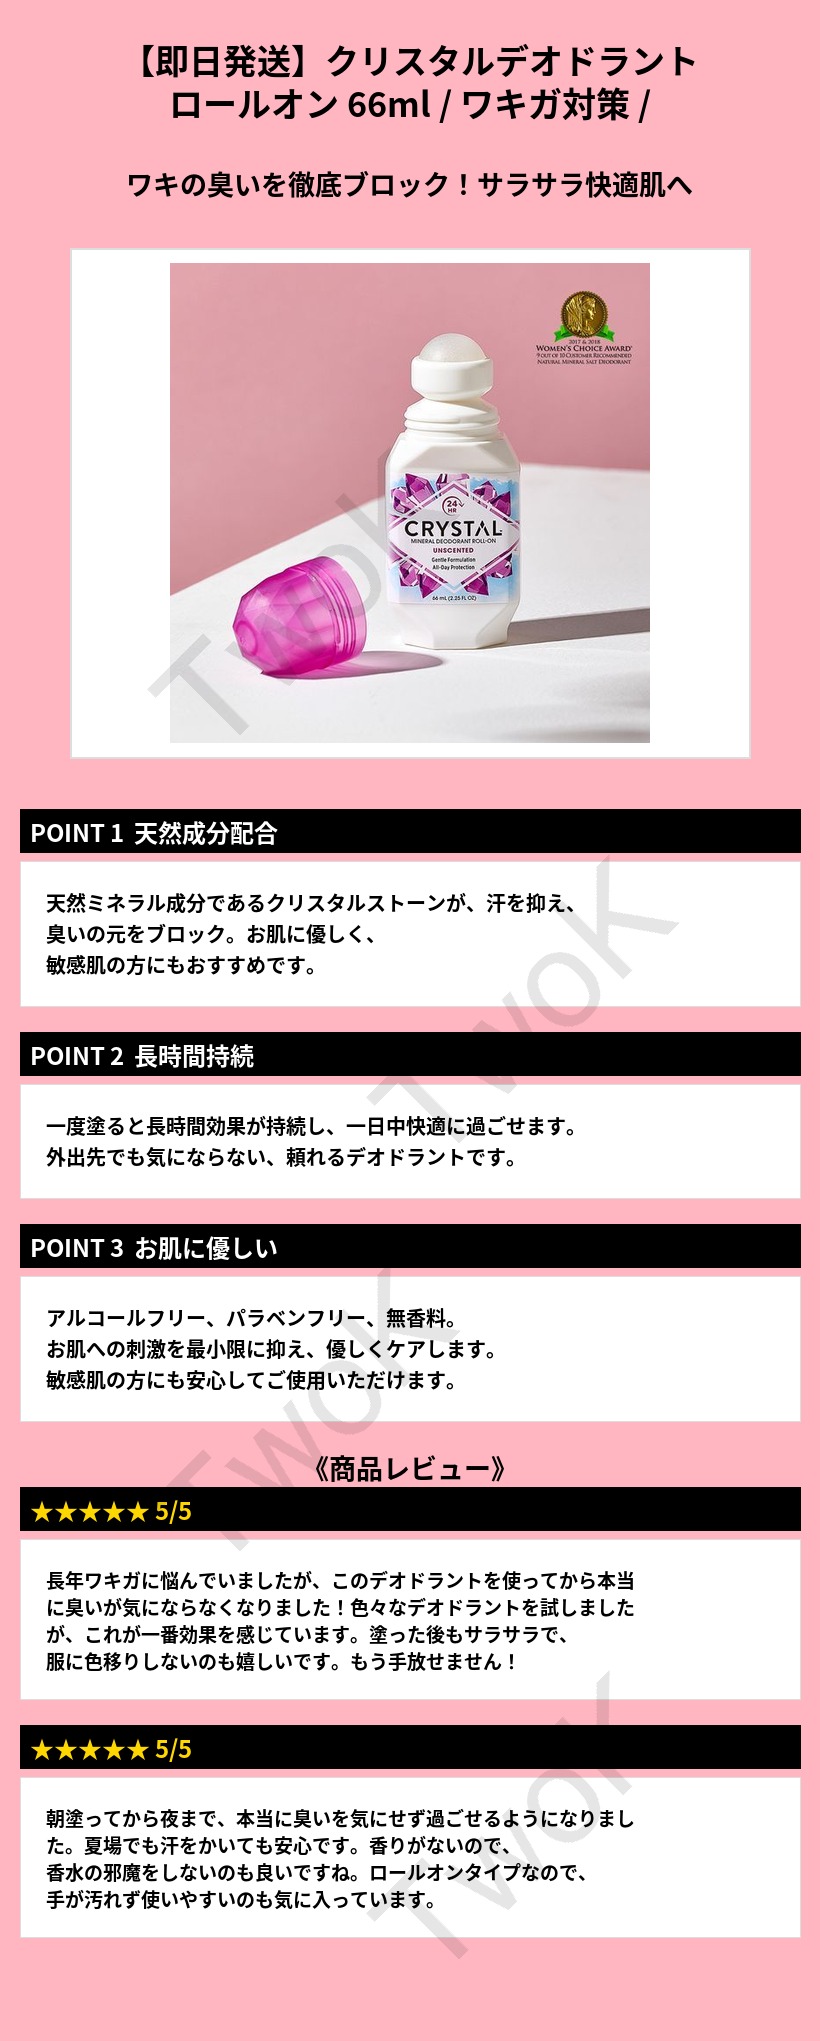 【即日発送】クリスタルデオドラント
ロールオン 66ml / ワキガ対策 /
ワキの臭いを徹底ブロック！サラサラ快適肌へ
2017 & 2018
WOMEN'S CHOICE AWARD®
9 OUT OF 10 CUSTOMER RECOMMENDED
NATURAL MINERAL SALT DEODORANT
24
HR
CRYSTAL
MINERAL DEODORANT ROLL-ON
UNSCENTED
Gentle Formulation
All-Day Protection
66 mL (2.25 FL OZ)
TwoK
POINT 1 天然成分配合
天然ミネラル成分であるクリスタルストーンが、汗を抑え、
臭いの元をブロック。お肌に優しく、
敏感肌の方にもおすすめです。
TwoK
POINT 2 長時間持続
一度塗ると長時間効果が持続し、一日中快適に過ごせます。
外出先でも気にならない、頼れるデオドラントです。
POINT 3 お肌に優しい
アルコールフリー、パラベンフリー、無香料。
お肌への刺激を最小限に抑え、優しくケアします。
敏感肌の方にも安心してご使用いただけます。
TwoK
《商品レビュー》
★★★★★ 5/5
長年ワキガに悩んでいましたが、このデオドラントを使ってから本当
に臭いが気にならなくなりました！色々なデオドラントを試しました
が、これが一番効果を感じています。塗った後もサラサラで、
服に色移りしないのも嬉しいです。もう手放せません！
★★★★★ 5/5
朝塗ってから夜まで、本当に臭いを気にせず過ごせるようになりまし
た。夏場でも汗をかいても安心です。香りがないので、
香水の邪魔をしないのも良いですね。ロールオンタイプなので、
手が汚れず使いやすいのも気に入っています。
TwoK